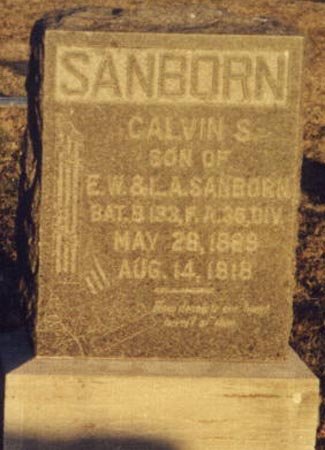 SANBORN
CALVIN S.
SON OF
E.W. & L.A. SANBORN
BAT. B 133, F.A. 36, DIV.
MAY 28, 1889
AUG. 14, 1918